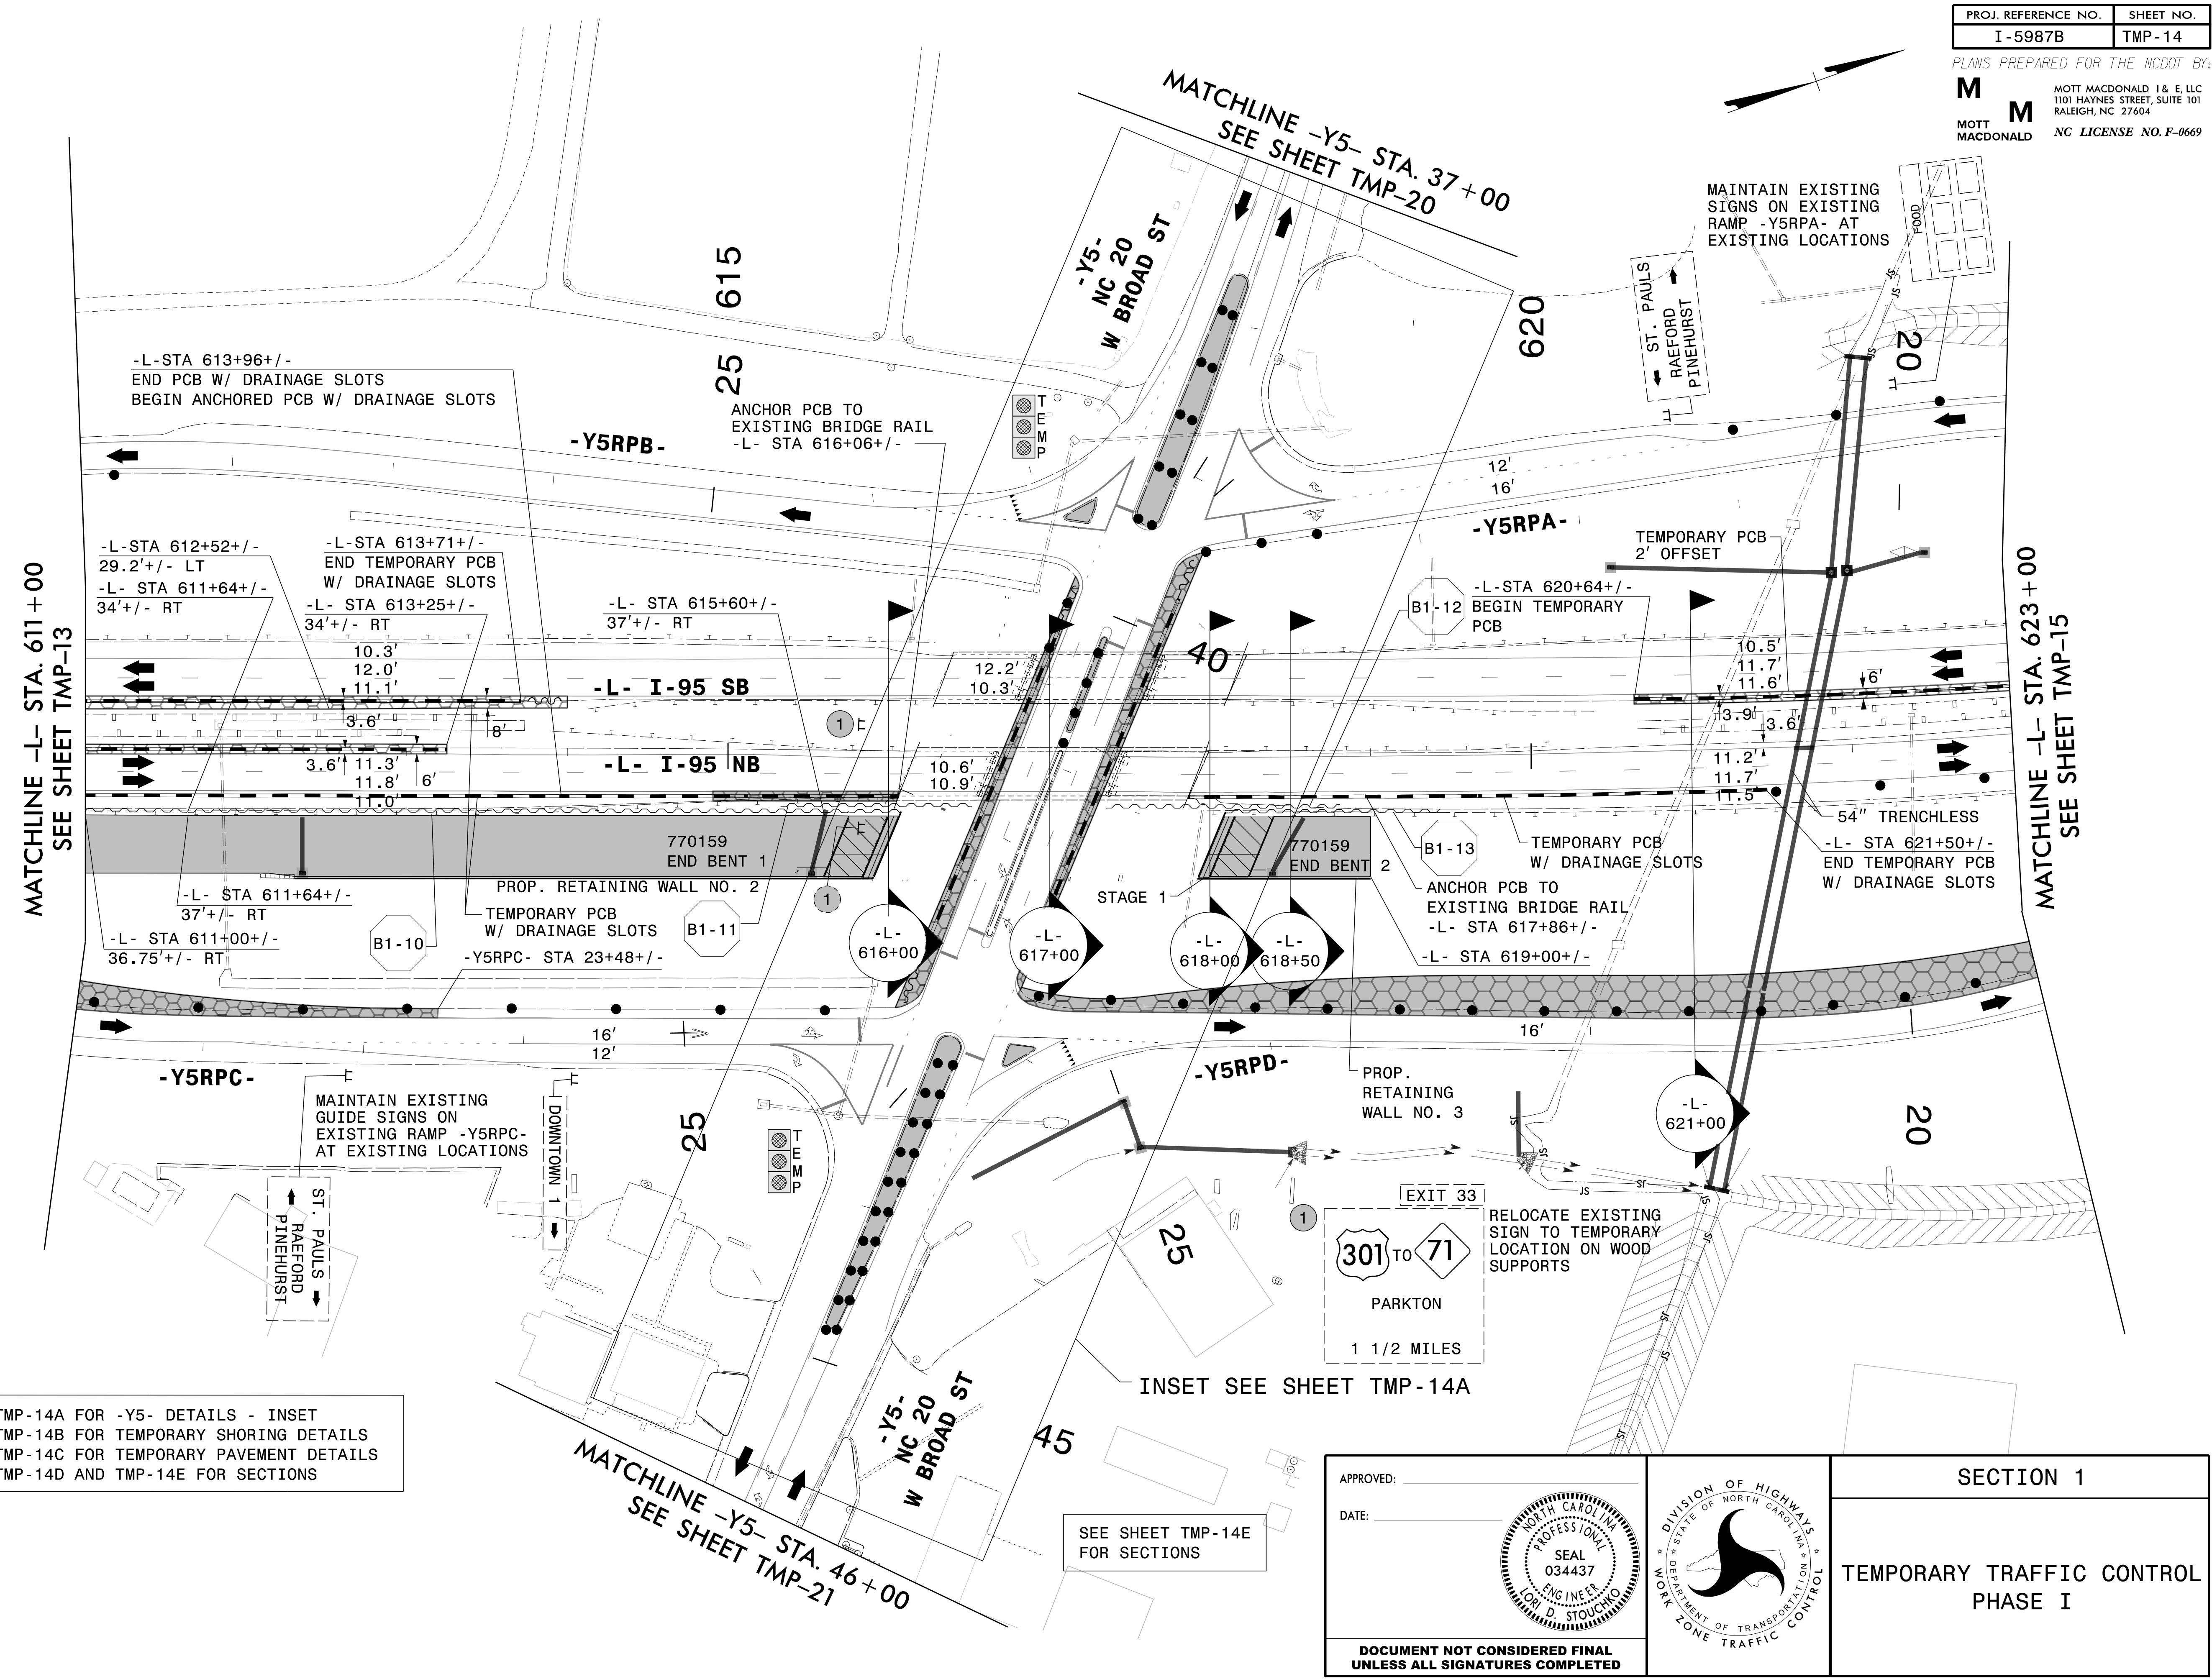 PROJ. REFERENCE NO.
SHEET NO.
I-5987B
TMP-14
PLANS PREPARED FOR THE NCDOT BY:
M
M
MOTT
MACDONALD
MOTT MACDONALD I & E, LLC
1101 HAYNES STREET, SUITE 101
RALEIGH, NC 27604
NC LICENSE NO. F-0669
MATCHLINE -Y5- STA. 37+00
SEE SHEET TMP-20
MAINTAIN EXISTING
SIGNS ON EXISTING
RAMP -Y5RPA- AT
EXISTING LOCATIONS
FOOD
ST. PAULS
RAEFORD
PINEHURST
-Y5-
NC 20
W BROAD ST
615
620
25
20
-L-STA 613+96+/-
END PCB W/ DRAINAGE SLOTS
BEGIN ANCHORED PCB W/ DRAINAGE SLOTS
ANCHOR PCB TO
EXISTING BRIDGE RAIL
-L- STA 616+06+/-
TEMP
-Y5RPB-
12'
16'
-Y5RPA-
TEMPORARY PCB
2' OFFSET
MATCHLINE -L- STA. 611+00
SEE SHEET TMP-13
-L-STA 612+52+/-
29.2'+/- LT
-L- STA 611+64+/-
34'+/- RT
-L-STA 613+71+/-
END TEMPORARY PCB
W/ DRAINAGE SLOTS
-L- STA 613+25+/-
34'+/- RT
-L- STA 615+60+/-
37'+/- RT
B1-12
-L-STA 620+64+/-
BEGIN TEMPORARY
PCB
MATCHLINE -L- STA. 623+00
SEE SHEET TMP-15
10.3'
12.0'
11.1'
-L- I-95 SB
12.2'
10.3'
40
10.5'
11.7'
11.6'
6'
3.6'
8'
1
3.9'
3.6'
3.6'
11.3'
11.8'
11.0'
6'
-L- I-95 NB
10.6'
10.9'
11.2'
11.7'
11.5'
54" TRENCHLESS
770159
END BENT 1
770159
END BENT 2
B1-13
TEMPORARY PCB
W/ DRAINAGE SLOTS
-L- STA 621+50+/-
END TEMPORARY PCB
W/ DRAINAGE SLOTS
-L- STA 611+64+/-
37'+/- RT
PROP. RETAINING WALL NO. 2
1
STAGE 1
ANCHOR PCB TO
EXISTING BRIDGE RAIL
-L- STA 617+86+/-
TEMPORARY PCB
W/ DRAINAGE SLOTS
B1-10
B1-11
-L- STA 611+00+/-
36.75'+/- RT
-Y5RPC- STA 23+48+/-
-L-
616+00
-L-
617+00
-L-
618+00
-L-
618+50
-L- STA 619+00+/-
16'
12'
16'
-Y5RPC-
-Y5RPD-
PROP.
RETAINING
WALL NO. 3
-L-
621+00
20
MAINTAIN EXISTING
GUIDE SIGNS ON
EXISTING RAMP -Y5RPC-
AT EXISTING LOCATIONS
DOWNTOWN 1
ST. PAULS
RAEFORD
PINEHURST
25
TEMP
25
JS
JS
JS
JS
1
EXIT 33
301 TO 71
PARKTON
1 1/2 MILES
RELOCATE EXISTING
SIGN TO TEMPORARY
LOCATION ON WOOD
SUPPORTS
INSET SEE SHEET TMP-14A
TMP-14A FOR -Y5- DETAILS - INSET
TMP-14B FOR TEMPORARY SHORING DETAILS
TMP-14C FOR TEMPORARY PAVEMENT DETAILS
TMP-14D AND TMP-14E FOR SECTIONS
-Y5-
NC 20
W BROAD ST
45
MATCHLINE -Y5- STA. 46+00
SEE SHEET TMP-21
SEE SHEET TMP-14E
FOR SECTIONS
APPROVED:
DATE:
NORTH CAROLINA
PROFESSIONAL
SEAL
034437
ENGINEER
LORI D. STOUCHKO
DOCUMENT NOT CONSIDERED FINAL
UNLESS ALL SIGNATURES COMPLETED
DIVISION OF HIGHWAYS
STATE OF NORTH CAROLINA
DEPARTMENT OF TRANSPORTATION
WORK ZONE TRAFFIC CONTROL
SECTION 1
TEMPORARY TRAFFIC CONTROL
PHASE I